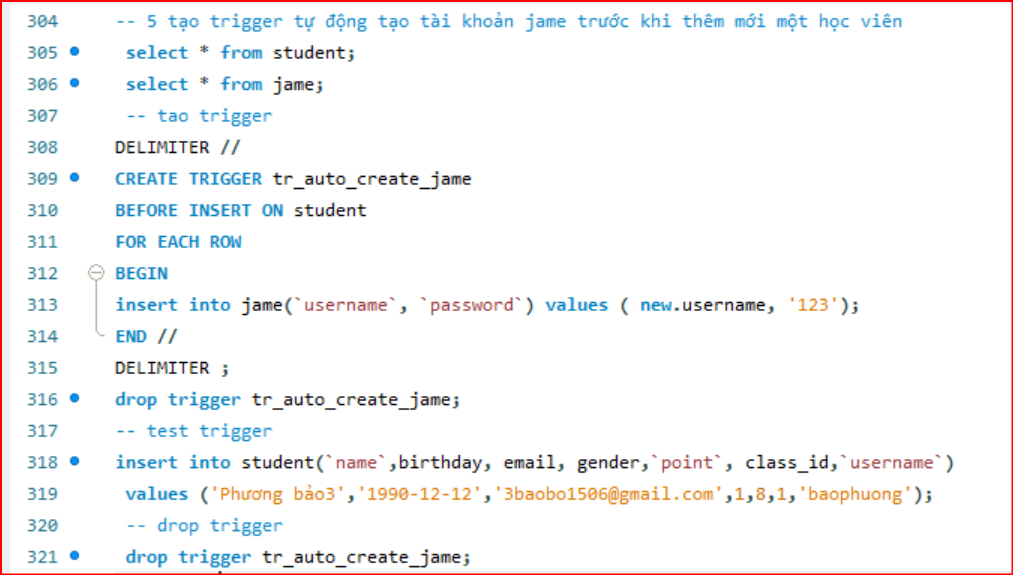 304 -- 5 tạo trigger tự động tạo tài khoản jame trước khi thêm mới một học viên
305 select * from student;
306 select * from jame;
307 -- tao trigger
308 DELIMITER //
309 CREATE TRIGGER tr_auto_create_jame
310 BEFORE INSERT ON student
311 FOR EACH ROW
312 BEGIN
313 insert into jame(`username`, `password`) values ( new.username, '123');
314 END //
315 DELIMITER ;
316 drop trigger tr_auto_create_jame;
317 -- test trigger
318 insert into student(`name`,birthday, email, gender,`point`, class_id,`username`)
319 values ('Phương bảo3','1990-12-12','3baobo1506@gmail.com',1,8,1,'baophuong');
320 -- drop trigger
321 drop trigger tr_auto_create_jame;